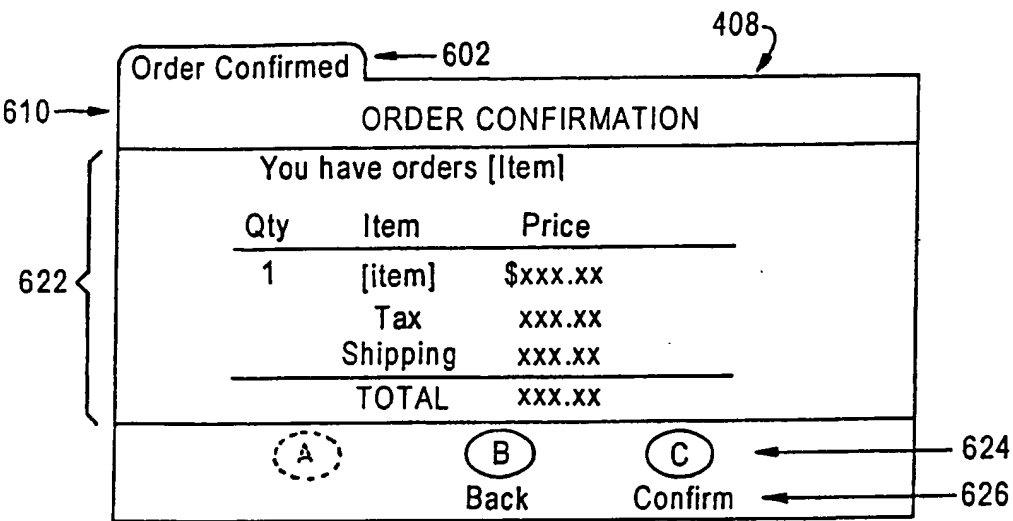 408
Order Confirmed 602
610 ORDER CONFIRMATION
You have orders [Item]
Qty Item Price
622 1 [item] $xxx.xx
Tax xxx.xx
Shipping xxx.xx
TOTAL xxx.xx
A B C 624
Back Confirm 626